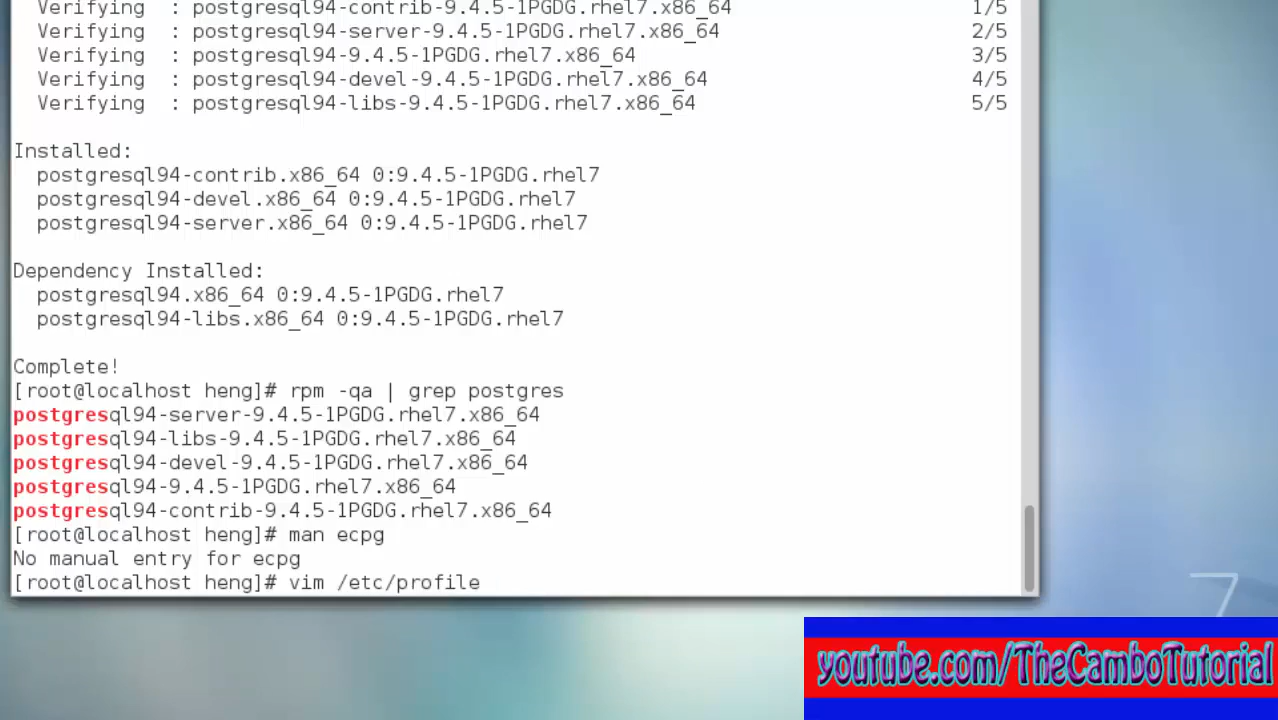 Verifying : postgresql94-contrib-9.4.5-1PGDG.rhel7.x86_64 1/5
Verifying : postgresql94-server-9.4.5-1PGDG.rhel7.x86_64 2/5
Verifying : postgresql94-9.4.5-1PGDG.rhel7.x86_64 3/5
Verifying : postgresql94-devel-9.4.5-1PGDG.rhel7.x86_64 4/5
Verifying : postgresql94-libs-9.4.5-1PGDG.rhel7.x86_64 5/5
Installed:
postgresql94-contrib.x86_64 0:9.4.5-1PGDG.rhel7
postgresql94-devel.x86_64 0:9.4.5-1PGDG.rhel7
postgresql94-server.x86_64 0:9.4.5-1PGDG.rhel7
Dependency Installed:
postgresql94.x86_64 0:9.4.5-1PGDG.rhel7
postgresql94-libs.x86_64 0:9.4.5-1PGDG.rhel7
Complete!
[root@localhost heng]# rpm -qa | grep postgres
postgresql94-server-9.4.5-1PGDG.rhel7.x86_64
postgresql94-libs-9.4.5-1PGDG.rhel7.x86_64
postgresql94-devel-9.4.5-1PGDG.rhel7.x86_64
postgresql94-9.4.5-1PGDG.rhel7.x86_64
postgresql94-contrib-9.4.5-1PGDG.rhel7.x86_64
[root@localhost heng]# man ecpg
No manual entry for ecpg
[root@localhost heng]# vim /etc/profile
7
youtube.com/TheCamboTutorial